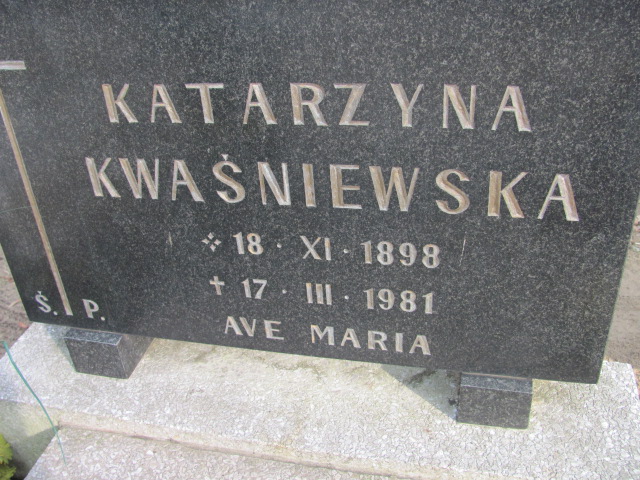 KATARZYNA
KWAŚNIEWSKA
18 · XI · 1898
✝ 17 · III · 1981
Ś. P.
AVE MARIA